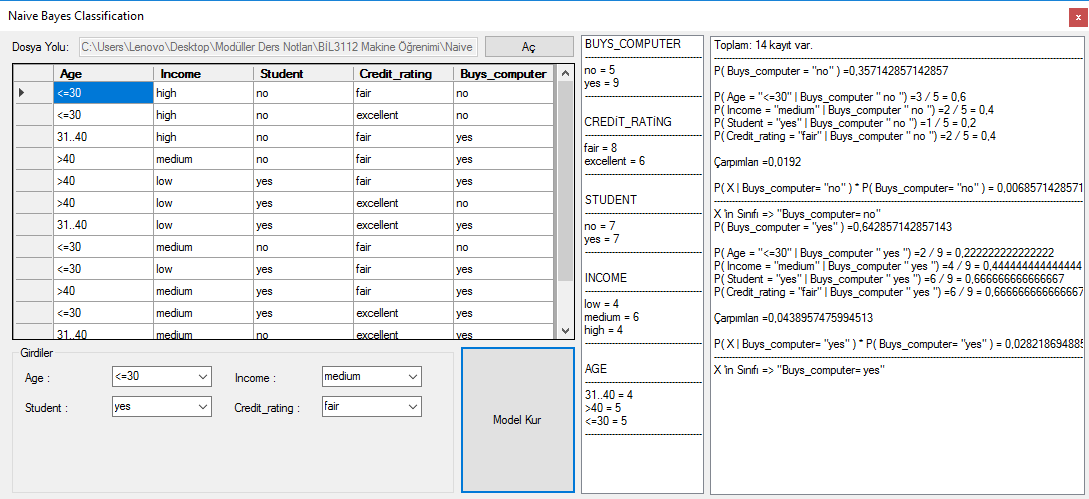 Naive Bayes Classification
x
Dosya Yolu: C:\Users\Lenovo\Desktop\Modüller Ders Notları\BİL3112 Makine Öğrenimi\Naive Aç
Age Income Student Credit_rating Buys_computer
<=30 high no fair no
<=30 high no excellent no
31..40 high no fair yes
>40 medium no fair yes
>40 low yes fair yes
>40 low yes excellent no
31..40 low yes excellent yes
<=30 medium no fair no
<=30 low yes fair yes
>40 medium yes fair yes
<=30 medium yes excellent yes
31..40 medium no excellent yes
Girdiler
Age : <=30 Income : medium
Student : yes Credit_rating : fair
Model Kur
BUYS_COMPUTER
no = 5
yes = 9
CREDİT_RATİNG
fair = 8
excellent = 6
STUDENT
no = 7
yes = 7
INCOME
low = 4
medium = 6
high = 4
AGE
31..40 = 4
>40 = 5
<=30 = 5
Toplam: 14 kayıt var.
P( Buys_computer = "no" ) =0,357142857142857
P( Age = "<=30" | Buys_computer " no ") =3 / 5 = 0,6
P( Income = "medium" | Buys_computer " no ") =2 / 5 = 0,4
P( Student = "yes" | Buys_computer " no ") =1 / 5 = 0,2
P( Credit_rating = "fair" | Buys_computer " no ") =2 / 5 = 0,4
Çarpımları =0,0192
P( X | Buys_computer= "no" ) * P( Buys_computer= "no" ) = 0,0068571428571
X 'in Sınıfı => "Buys_computer= no"
P( Buys_computer = "yes" ) =0,642857142857143
P( Age = "<=30" | Buys_computer " yes ") =2 / 9 = 0,222222222222222
P( Income = "medium" | Buys_computer " yes ") =4 / 9 = 0,444444444444444
P( Student = "yes" | Buys_computer " yes ") =6 / 9 = 0,666666666666667
P( Credit_rating = "fair" | Buys_computer " yes ") =6 / 9 = 0,666666666666667
Çarpımları =0,0438957475994513
P( X | Buys_computer= "yes" ) * P( Buys_computer= "yes" ) = 0,028218694885
X 'in Sınıfı => "Buys_computer= yes"